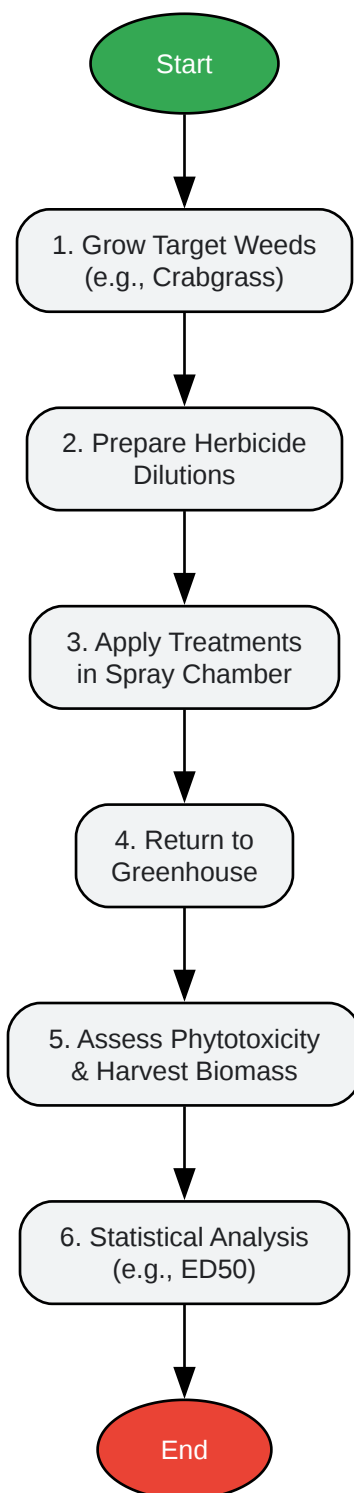 Start
1. Grow Target Weeds
(e.g., Crabgrass)
2. Prepare Herbicide
Dilutions
3. Apply Treatments
in Spray Chamber
4. Return to
Greenhouse
5. Assess Phytotoxicity
& Harvest Biomass
6. Statistical Analysis
(e.g., ED50)
End